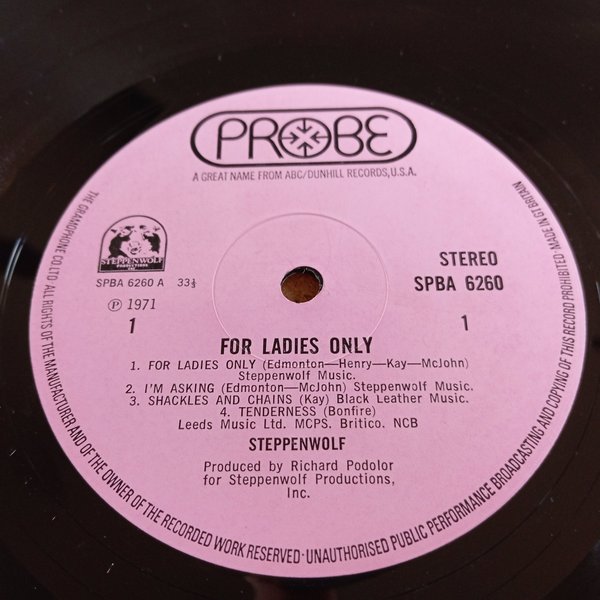 PROBE
A GREAT NAME FROM ABC/DUNHILL RECORDS, U.S.A.
STEPPENWOLF
PRODUCTIONS
SPBA 6260 A 33⅓
Ⓟ 1971
1
STEREO
SPBA 6260
1
FOR LADIES ONLY
1. FOR LADIES ONLY (Edmonton—Henry—Kay—McJohn)
Steppenwolf Music.
2. I'M ASKING (Edmonton—McJohn) Steppenwolf Music.
3. SHACKLES AND CHAINS (Kay) Black Leather Music.
4. TENDERNESS (Bonfire)
Leeds Music Ltd. MCPS. Britico. NCB
STEPPENWOLF
Produced by Richard Podolor
for Steppenwolf Productions,
Inc.
THE GRAMOPHONE CO. LTD ALL RIGHTS OF THE MANUFACTURER AND OF THE OWNER OF THE RECORDED WORK RESERVED · UNAUTHORISED PUBLIC PERFORMANCE BROADCASTING AND COPYING OF THIS RECORD PROHIBITED · MADE IN GT BRITAIN